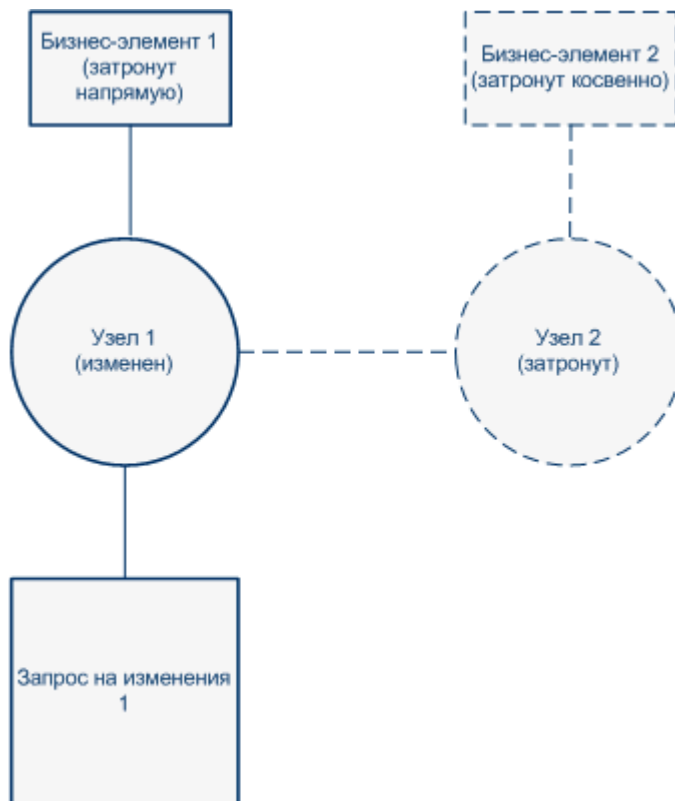 Бизнес-элемент 1
(затронут
напрямую)
Бизнес-элемент 2
(затронут косвенно)
Узел 1
(изменен)
Узел 2
(затронут)
Запрос на изменения
1